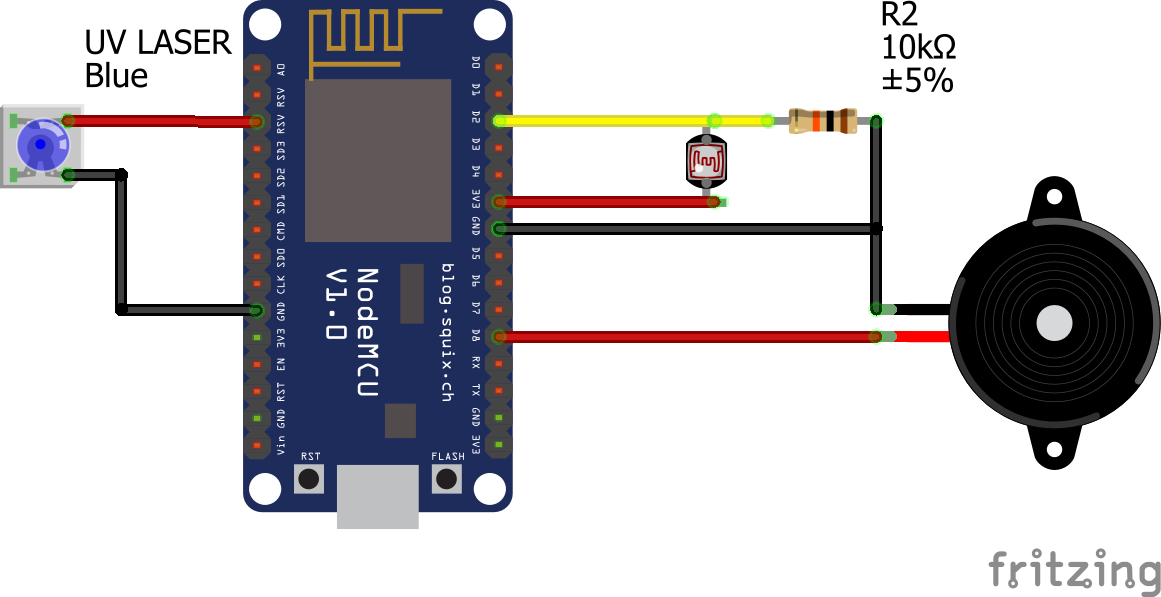 UV LASER
Blue
R2
10kΩ
±5%
A0
RSV
RSV
SD3
SD2
SD1
CMD
SD0
CLK
GND
3V3
EN
RST
GND
Vin
D0
D1
D2
D3
D4
3V3
GND
D5
D6
D7
D8
RX
TX
GND
3V3
NodeMCU
V1.0
blog.squix.ch
RST
FLASH
fritzing